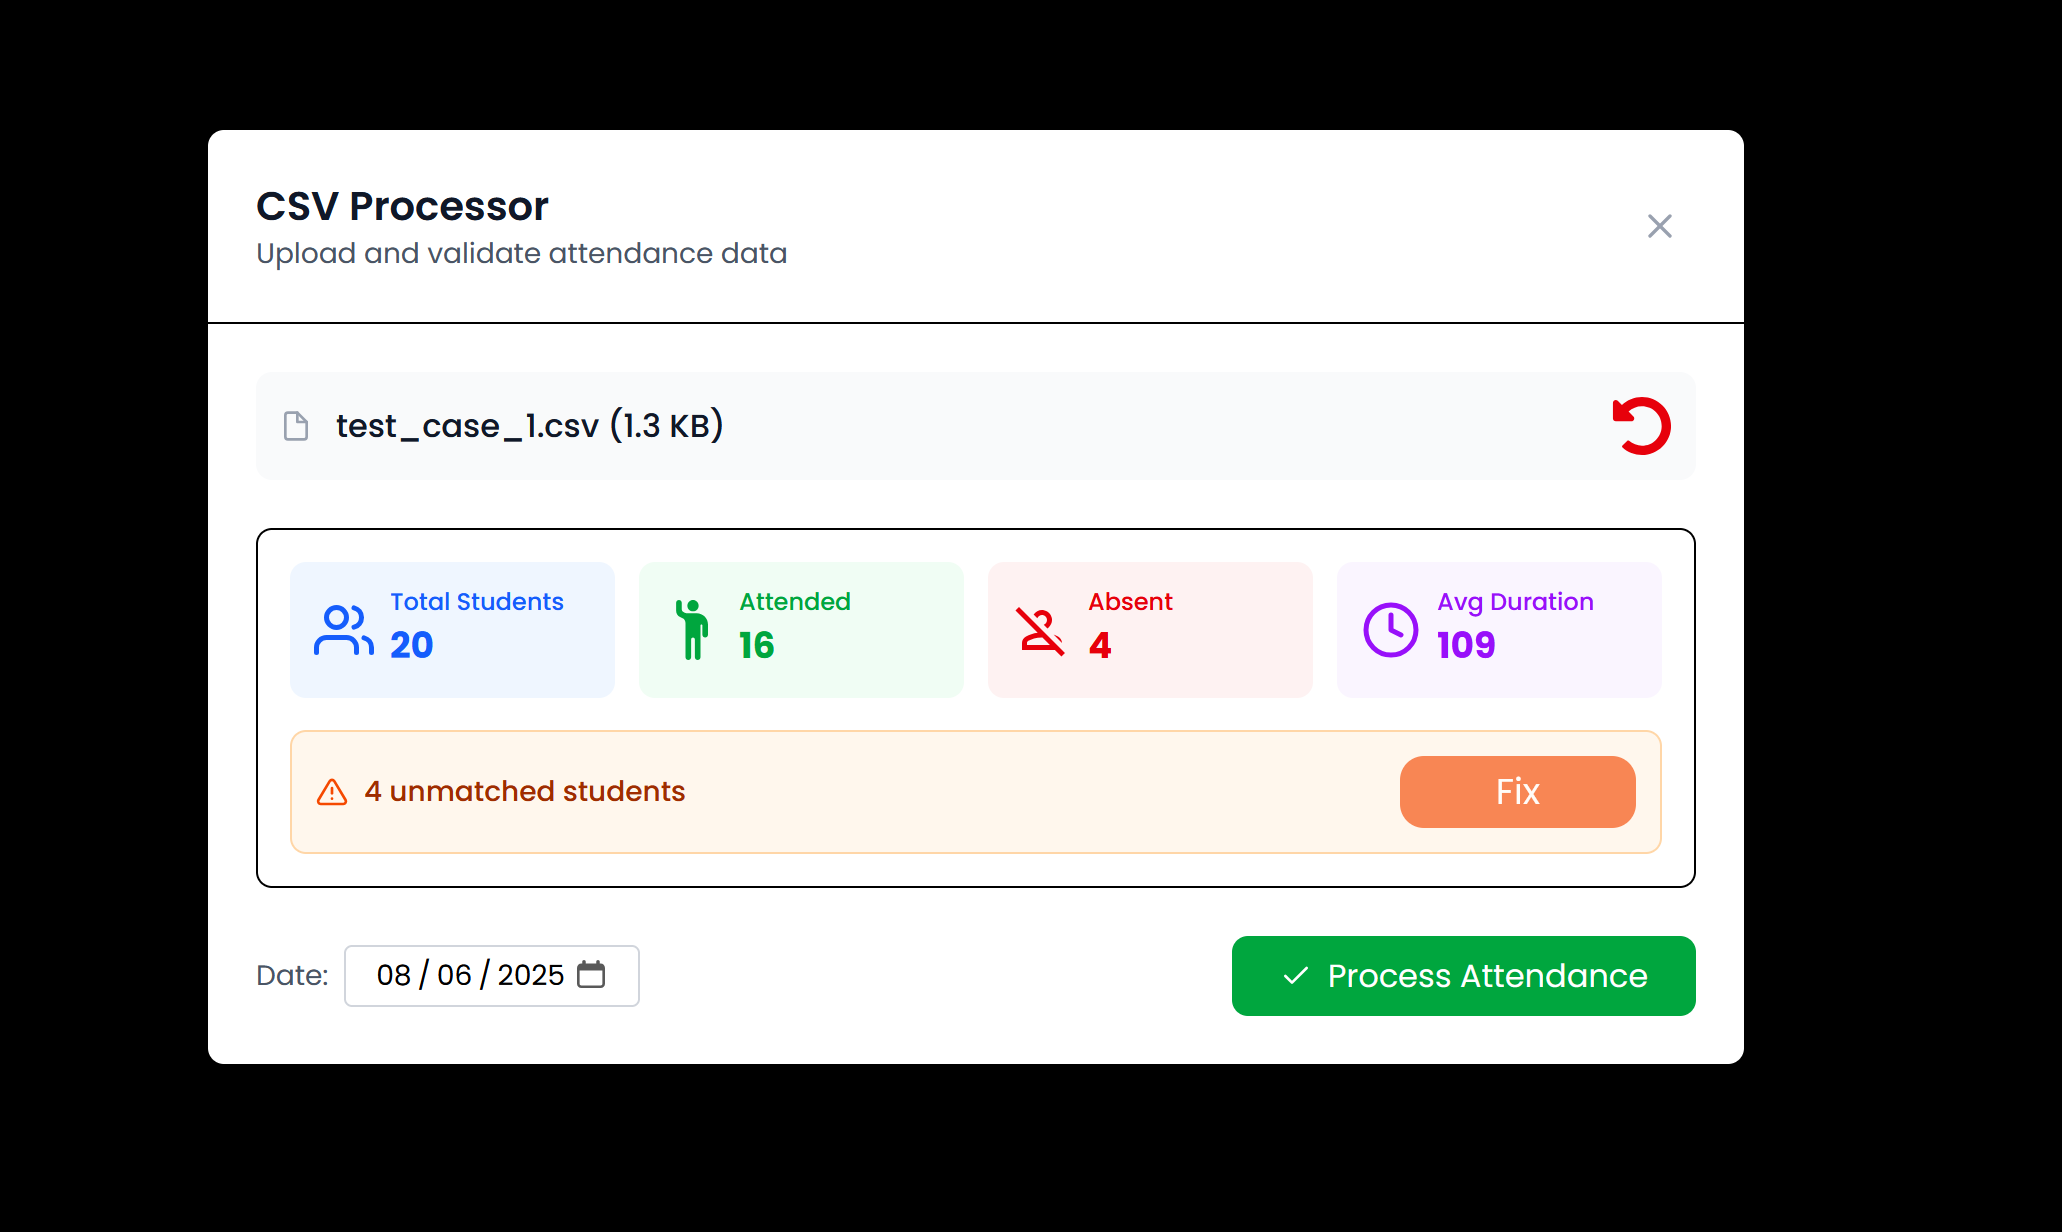 CSV Processor
Upload and validate attendance data
test_case_1.csv (1.3 KB)
Total Students
20
Attended
16
Absent
4
Avg Duration
109
4 unmatched students
Fix
Date: 08 / 06 / 2025
Process Attendance